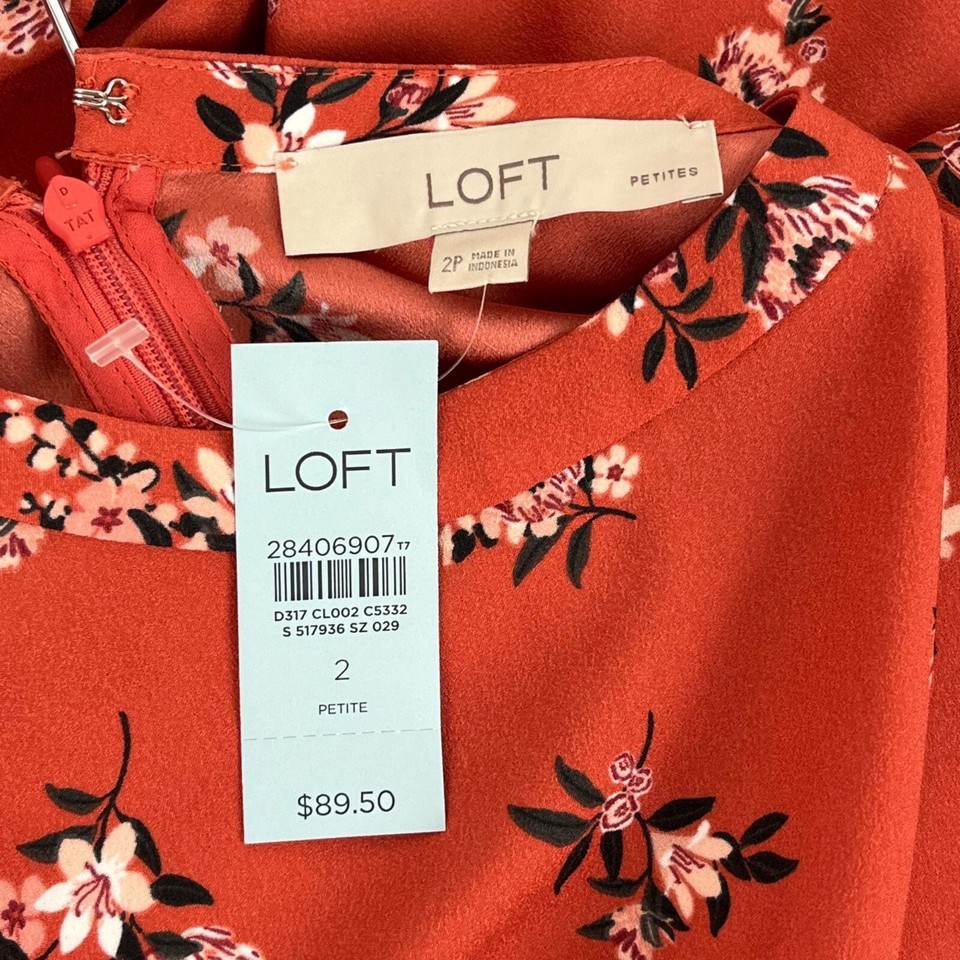 LOFT PETITES
2P MADE IN
INDONESIA
D
TAT
LOFT
28406907 T7
D317 CL002 C5332
S 517936 SZ 029
2
PETITE
$89.50